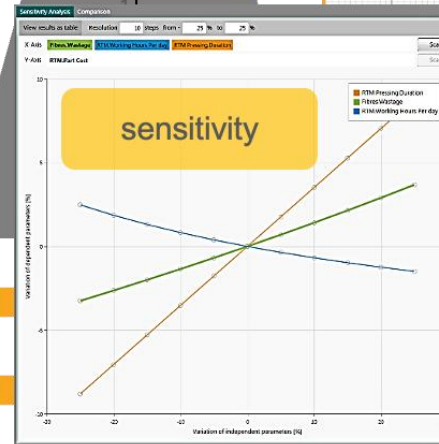 Sensitivity Analysis Comparison
View results as table Resolution 10 steps from - 25 % to 25 %
X Axis Fibres.Wastage RTM.Working Hours Per day RTM.Pressing Duration
Y-Axis RTM.Part Cost
sensitivity
RTM.Pressing Duration
Fibres.Wastage
RTM.Working Hours Per day
Variation of dependent parameters [%]
10
5
0
-5
-10
-20
-10
0
10
20
Variation of independent parameters [%]